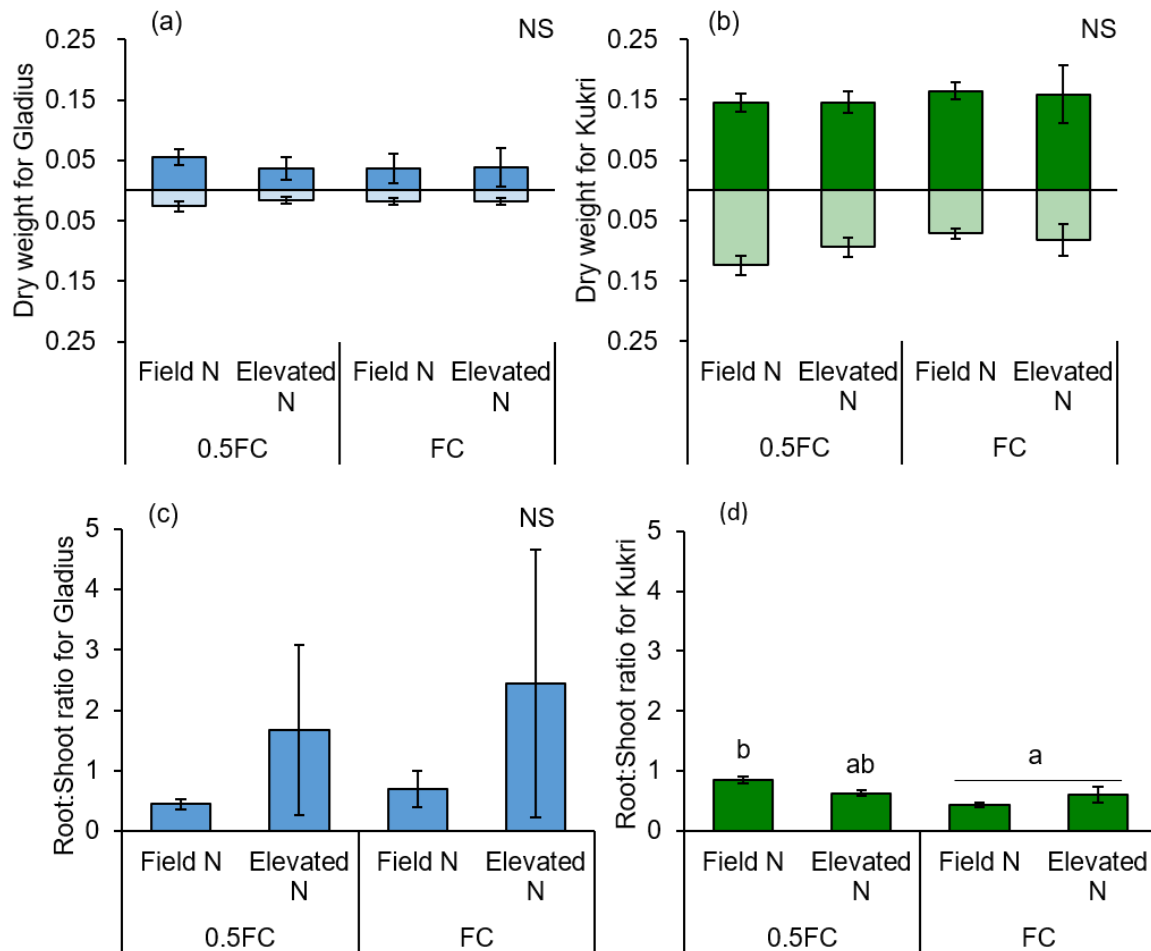 (a)
NS
Dry weight for Gladius
0.25
0.15
0.05
0.05
0.15
0.25
Field N
Elevated
N
Field N
Elevated
N
0.5FC
FC
(b)
NS
Dry weight for Kukri
0.25
0.15
0.05
0.05
0.15
0.25
Field N
Elevated
N
Field N
Elevated
N
0.5FC
FC
(c)
NS
Root:Shoot ratio for Gladius
5
4
3
2
1
0
Field N
Elevated
N
Field N
Elevated
N
0.5FC
FC
(d)
Root:Shoot ratio for Kukri
5
4
3
2
1
0
b
ab
a
Field N
Elevated
N
Field N
Elevated
N
0.5FC
FC